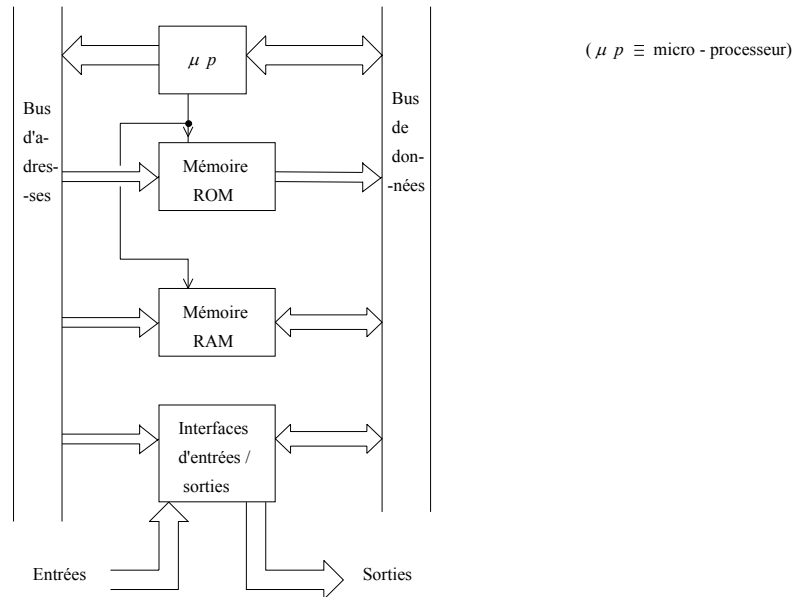 μ p
( μ p ≡ micro - processeur)
Bus
d'a-
dres-
-ses
Bus
de
don-
-nées
Mémoire
ROM
Mémoire
RAM
Interfaces
d'entrées /
sorties
Entrées
Sorties